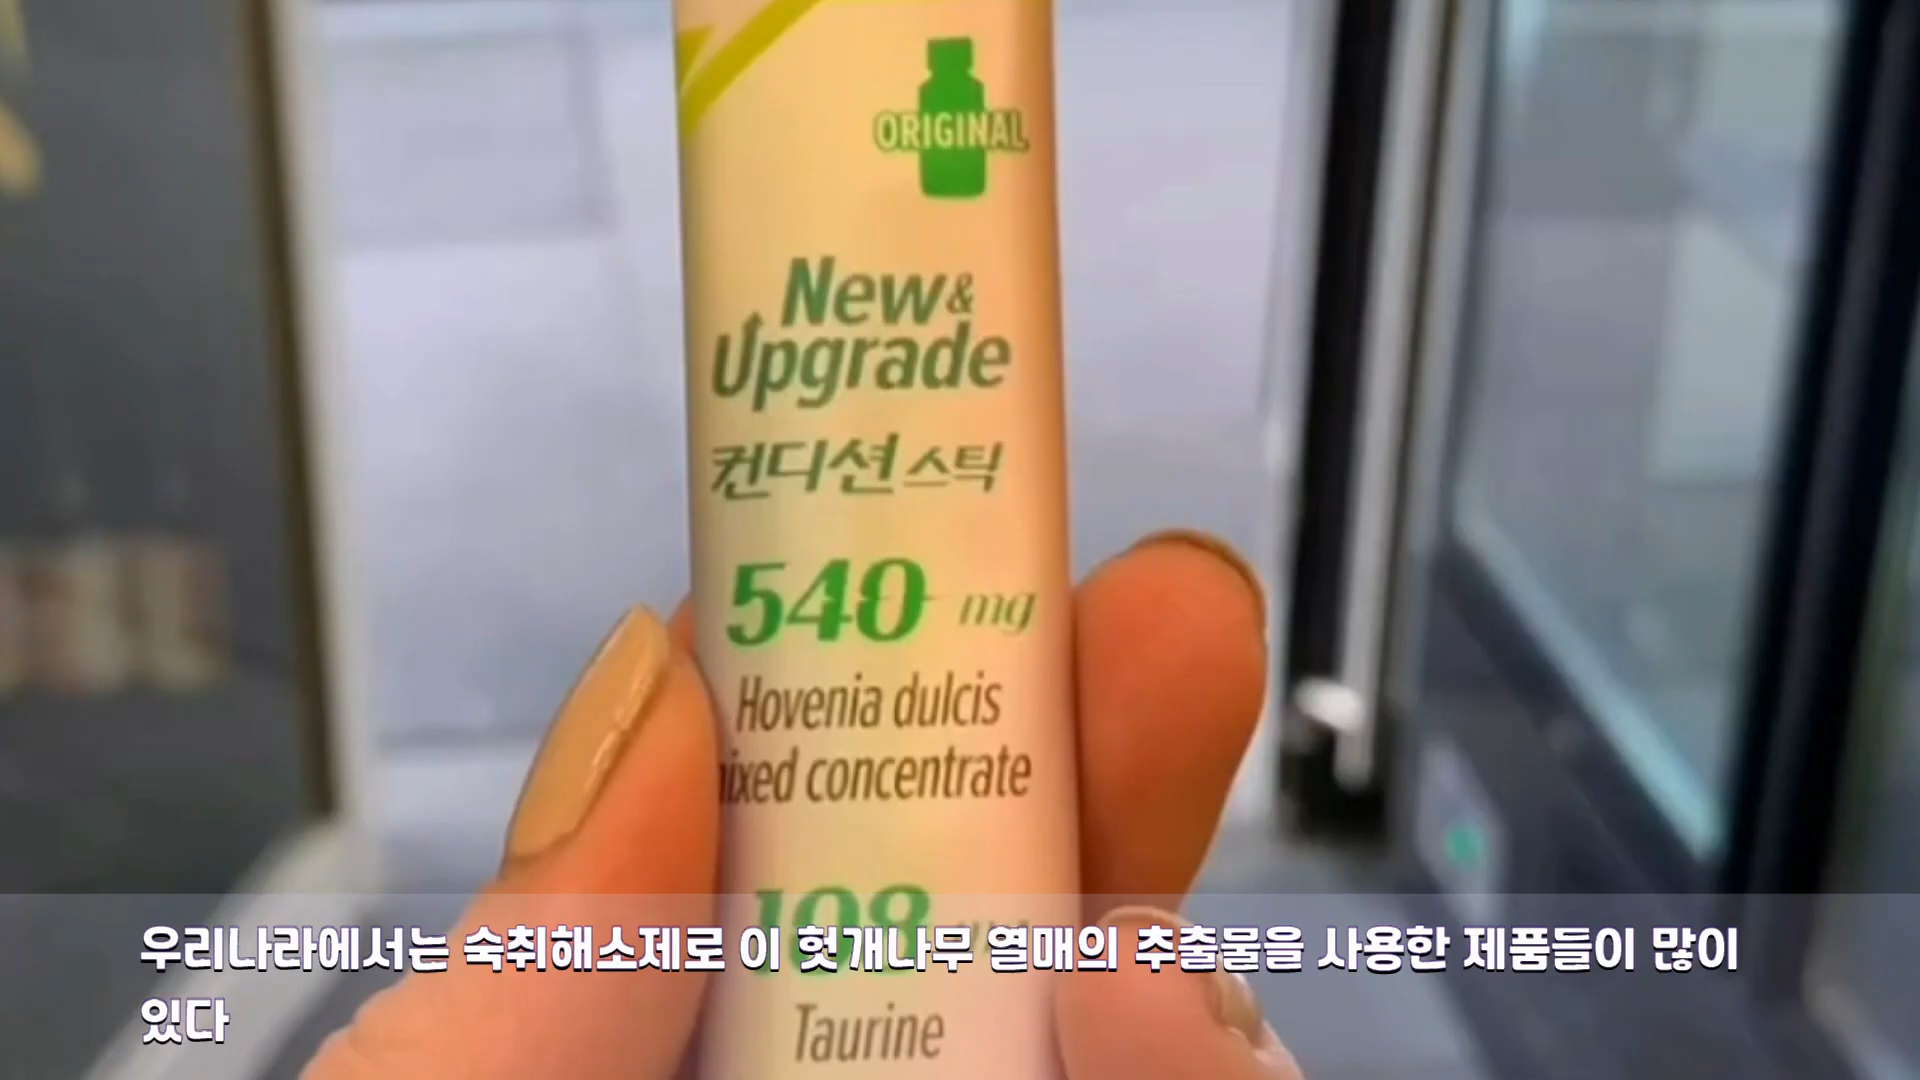 ORIGINAL
New&
Upgrade
컨디션스틱
540 mg
Hovenia dulcis
mixed concentrate
108
Taurine
우리나라에서는 숙취해소제로 이 헛개나무 열매의 추출물을 사용한 제품들이 많이
있다